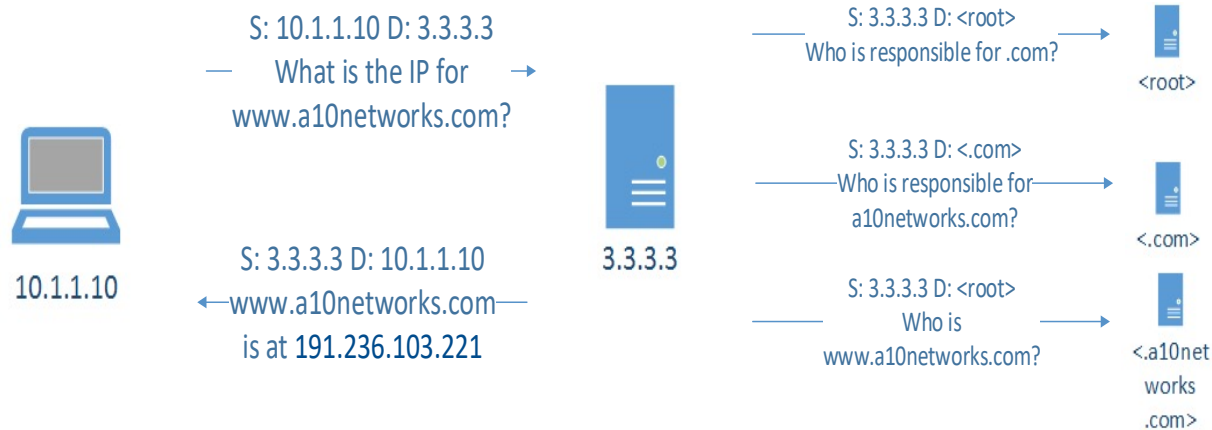 S: 10.1.1.10 D: 3.3.3.3
What is the IP for
www.a10networks.com?
10.1.1.10
S: 3.3.3.3 D: 10.1.1.10
www.a10networks.com
is at 191.236.103.221
3.3.3.3
S: 3.3.3.3 D: <root>
Who is responsible for .com?
<root>
S: 3.3.3.3 D: <.com>
Who is responsible for
a10networks.com?
<.com>
S: 3.3.3.3 D: <root>
Who is
www.a10networks.com?
<.a10net
works
.com>